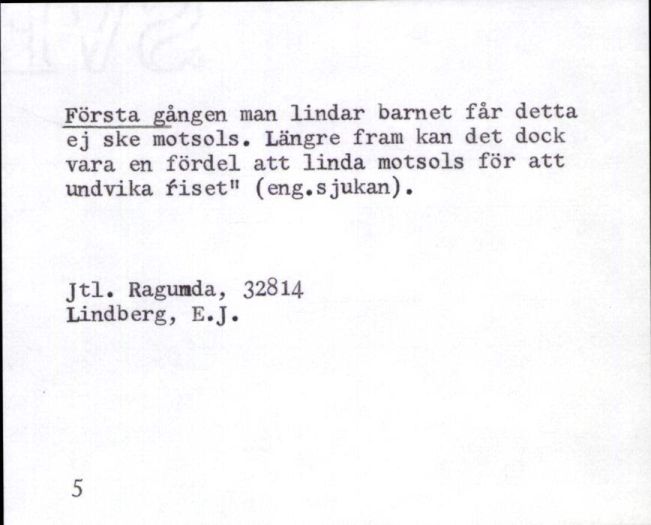 Första gången man lindar barnet får detta
ej ske motsols. Längre fram kan det dock
vara en fördel att linda motsols för att
undvika riset" (eng.sjukan).
Jtl. Ragunda, 32814
Lindberg, E.J.
5